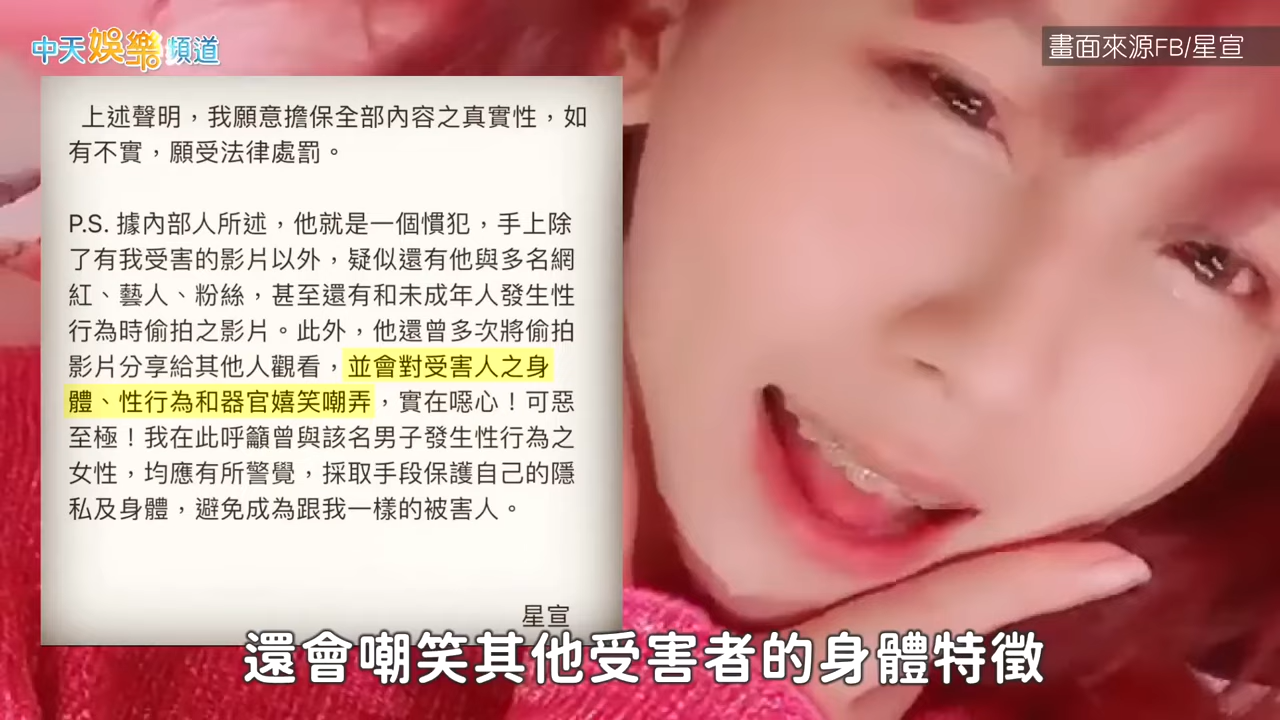 中天娛樂頻道
畫面來源FB/星宣
上述聲明，我願意擔保全部內容之真實性，如
有不實，願受法律處罰。
P.S. 據內部人所述，他就是一個慣犯，手上除
了有我受害的影片以外，疑似還有他與多名網
紅、藝人、粉絲，甚至還有和未成年人發生性
行為時偷拍之影片。此外，他還曾多次將偷拍
影片分享給其他人觀看，並會對受害人之身
體、性行為和器官嬉笑嘲弄，實在噁心！可惡
至極！我在此呼籲曾與該名男子發生性行為之
女性，均應有所警覺，採取手段保護自己的隱
私及身體，避免成為跟我一樣的被害人。
星宣
還會嘲笑其他受害者的身體特徵